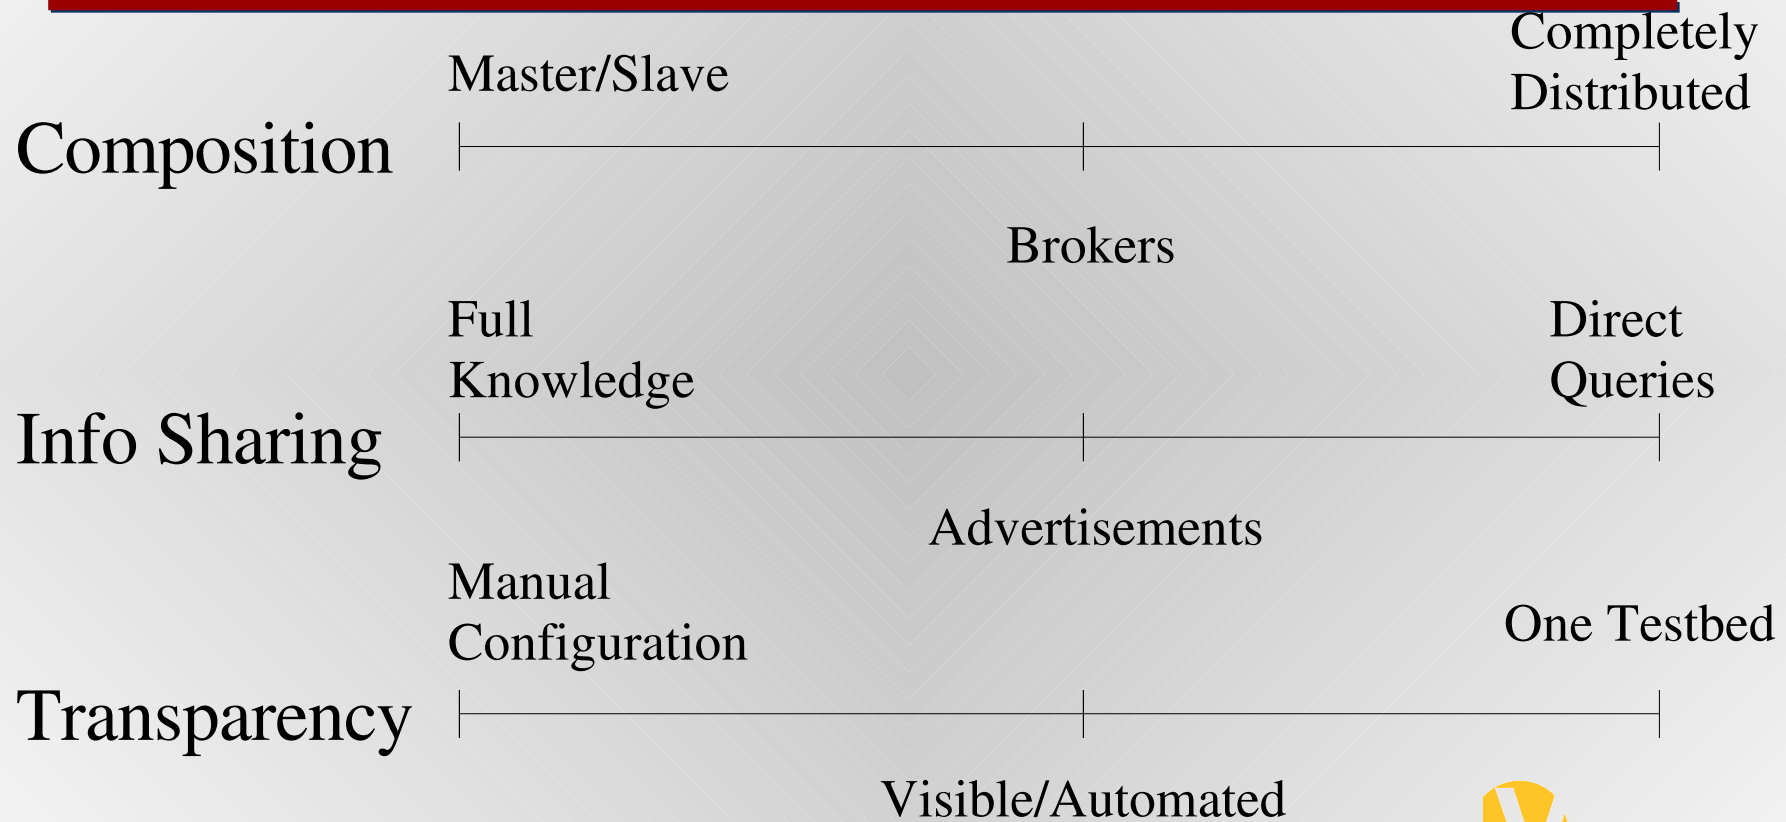 Completely
Distributed
Master/Slave
Composition
Brokers
Full
Knowledge
Direct
Queries
Info Sharing
Advertisements
Manual
Configuration
One Testbed
Transparency
Visible/Automated